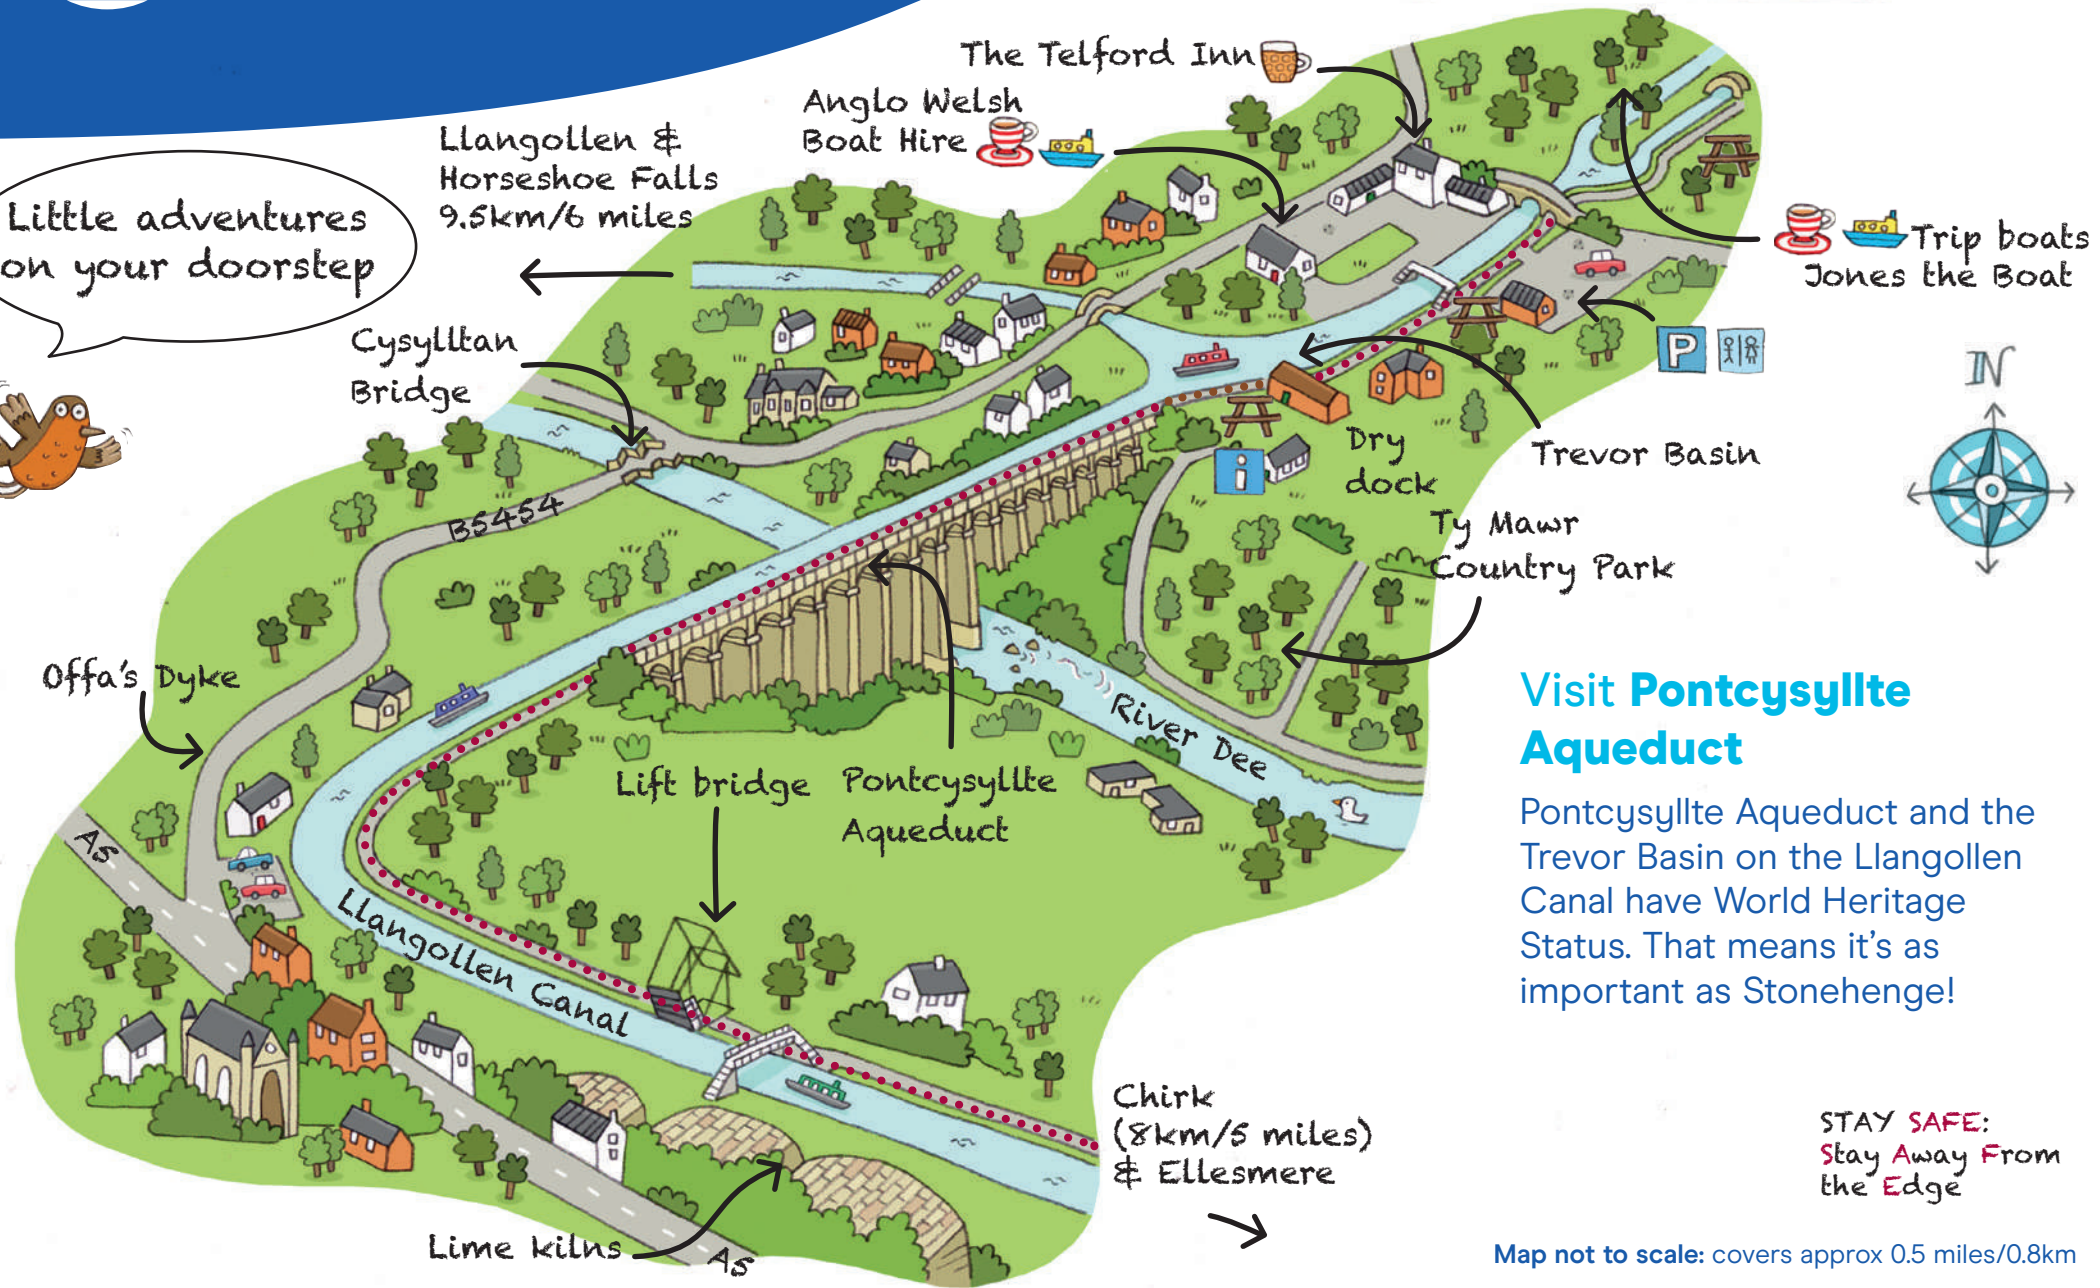 The Telford Inn
Anglo Welsh
Boat Hire
Llangollen &
Horseshoe Falls
9.5km/6 miles
Little adventures
on your doorstep
Trip boats
Jones the Boat
Cysylltan
Bridge
P
N
Trevor Basin
Dry
dock
i
B5454
Ty Mawr
Country Park
Offa's Dyke
River Dee
Visit Pontcysyllte
Aqueduct
Pontcysyllte Aqueduct and the
Trevor Basin on the Llangollen
Canal have World Heritage
Status. That means it's as
important as Stonehenge!
Lift bridge
Pontcysyllte
Aqueduct
A5
Llangollen Canal
Chirk
(8km/5 miles)
& Ellesmere
STAY SAFE:
Stay Away From
the Edge
Lime kilns
A5
Map not to scale: covers approx 0.5 miles/0.8km